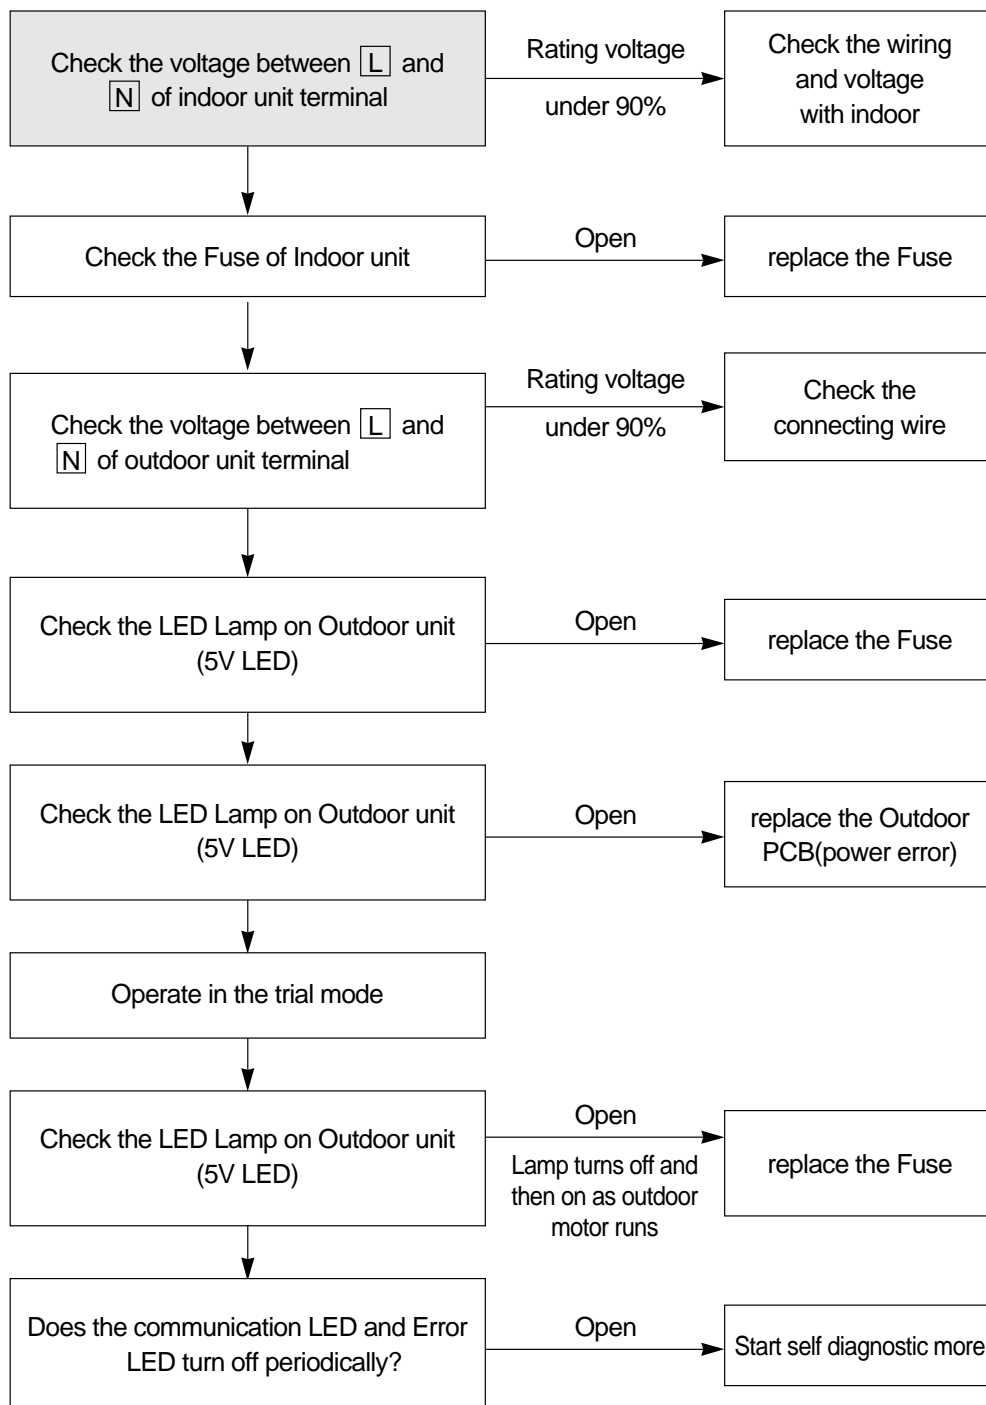 Check the voltage between L and
N of indoor unit terminal
Rating voltage
under 90%
Check the wiring
and voltage
with indoor
Check the Fuse of Indoor unit
Open
replace the Fuse
Check the voltage between L and
N of outdoor unit terminal
Rating voltage
under 90%
Check the
connecting wire
Check the LED Lamp on Outdoor unit
(5V LED)
Open
replace the Fuse
Check the LED Lamp on Outdoor unit
(5V LED)
Open
replace the Outdoor
PCB(power error)
Operate in the trial mode
Check the LED Lamp on Outdoor unit
(5V LED)
Open
Lamp turns off and
then on as outdoor
motor runs
replace the Fuse
Does the communication LED and Error
LED turn off periodically?
Open
Start self diagnostic more